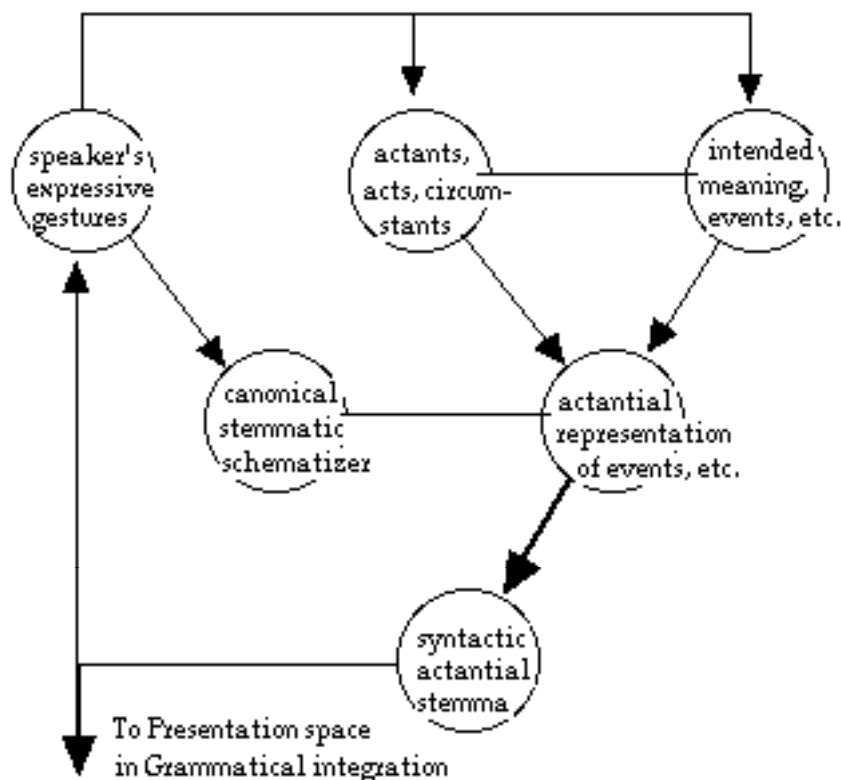 speaker's
expressive
gestures
actants,
acts, circum-
stants
intended
meaning,
events, etc.
canonical
stemmatic
schematizer
actantial
representation
of events, etc.
syntactic
actantial
stemma
To Presentation space
in Grammatical integration